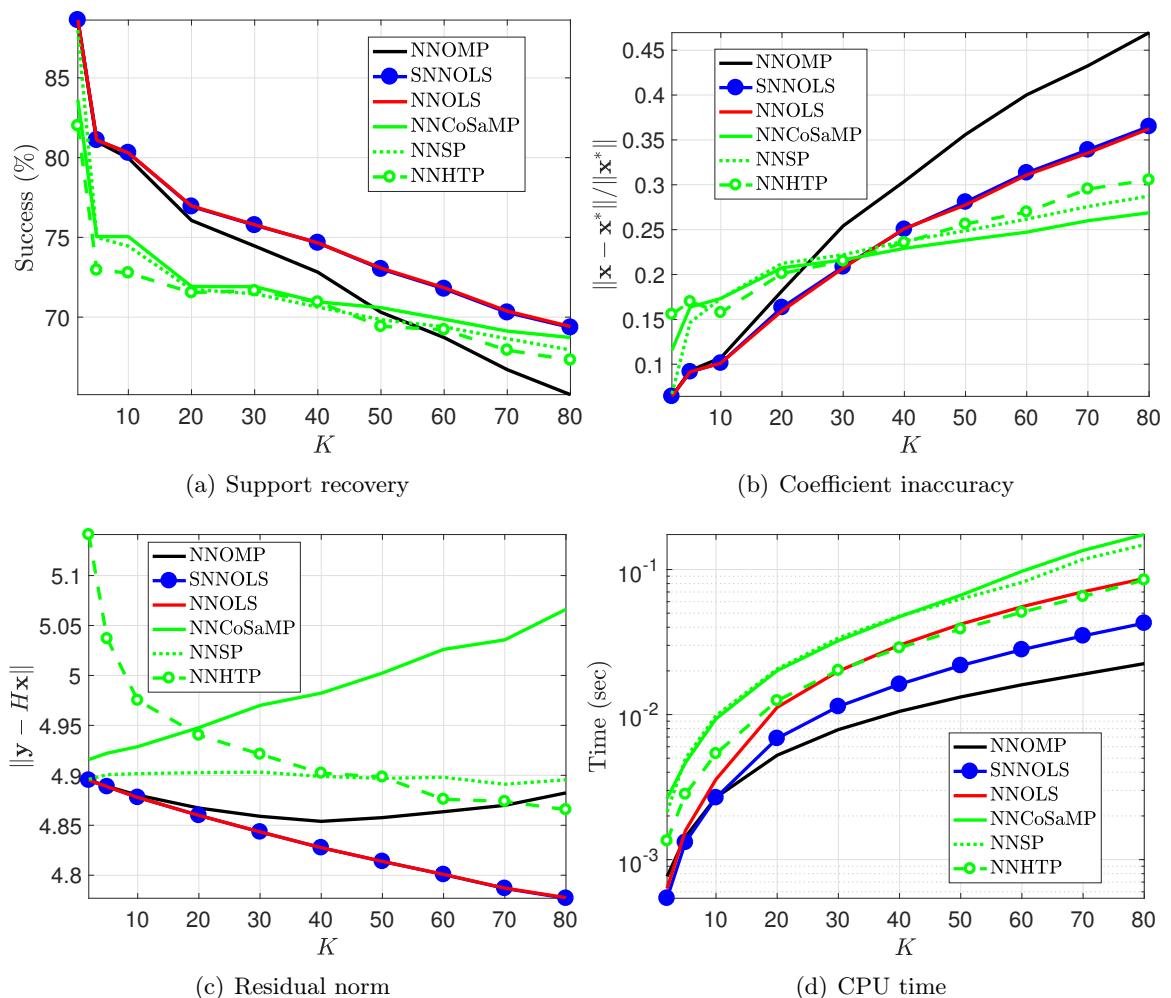 Success (%)
85
80
75
70
10 20 30 40 50 60 70 80
K
NNOMP
SNNOLS
NNOLS
NNCoSaMP
NNSP
NNHTP
(a) Support recovery
‖x − x*‖/‖x*‖
0.45
0.4
0.35
0.3
0.25
0.2
0.15
0.1
10 20 30 40 50 60 70 80
K
NNOMP
SNNOLS
NNOLS
NNCoSaMP
NNSP
NNHTP
(b) Coefficient inaccuracy
‖y − Hx‖
5.1
5.05
5
4.95
4.9
4.85
4.8
10 20 30 40 50 60 70 80
K
NNOMP
SNNOLS
NNOLS
NNCoSaMP
NNSP
NNHTP
(c) Residual norm
Time (sec)
10⁻¹
10⁻²
10⁻³
10 20 30 40 50 60 70 80
K
NNOMP
SNNOLS
NNOLS
NNCoSaMP
NNSP
NNHTP
(d) CPU time